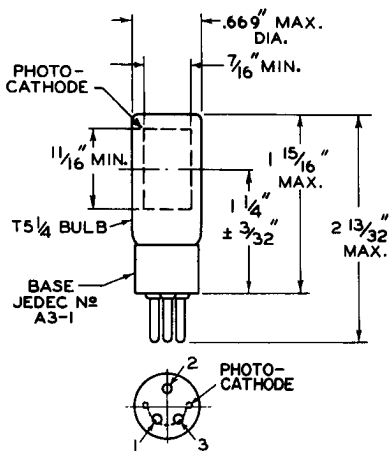 .669" MAX.
DIA.
7/16" MIN.
PHOTO-
CATHODE
11/16" MIN.
1 15/16"
MAX.
1 1/4"
± 3/32"
2 13/32"
MAX.
T5 1/4 BULB
BASE
JEDEC Nº
A3-1
2
PHOTO-
CATHODE
1
3